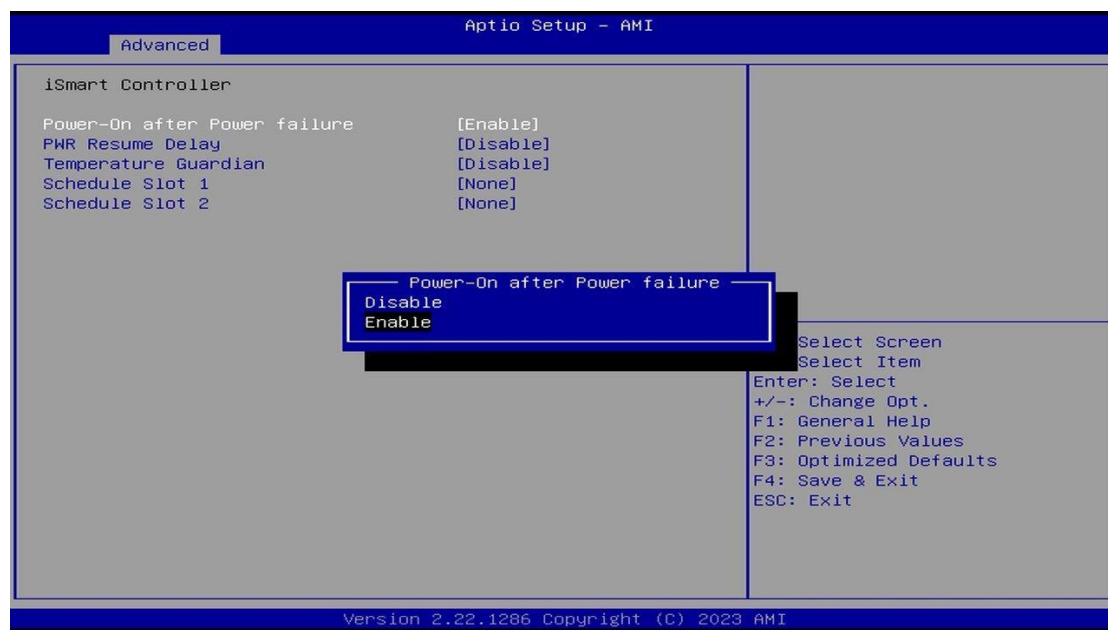 Aptio Setup – AMI
Advanced
iSmart Controller
Power-On after Power failure [Enable]
PWR Resume Delay [Disable]
Temperature Guardian [Disable]
Schedule Slot 1 [None]
Schedule Slot 2 [None]
Power-On after Power failure
Disable
Enable
Select Screen
Select Item
Enter: Select
+/-: Change Opt.
F1: General Help
F2: Previous Values
F3: Optimized Defaults
F4: Save & Exit
ESC: Exit
Version 2.22.1286 Copyright (C) 2023 AMI